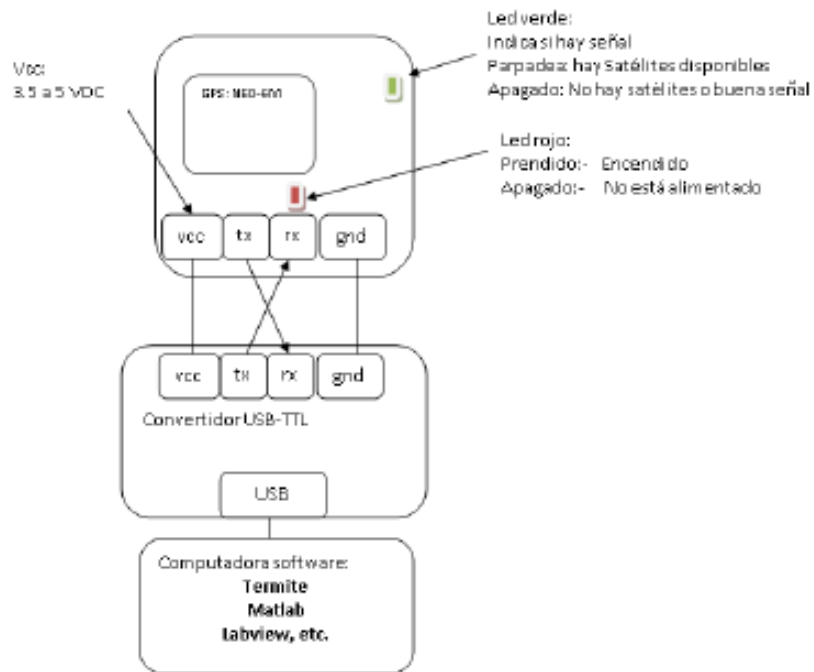 Led verde:
Indica si hay señal
Parpadea: hay Satélites disponibles
Apagado: No hay satélites o buena señal
Vcc:
3.5 a 5 VDC
GPS: NEO-6M
Led rojo:
Prendido:- Encendido
Apagado:- No está alimentado
vcc tx rx gnd
vcc tx rx gnd
Convertidor USB-TTL
USB
Computadora software:
Termite
Matlab
Labview, etc.